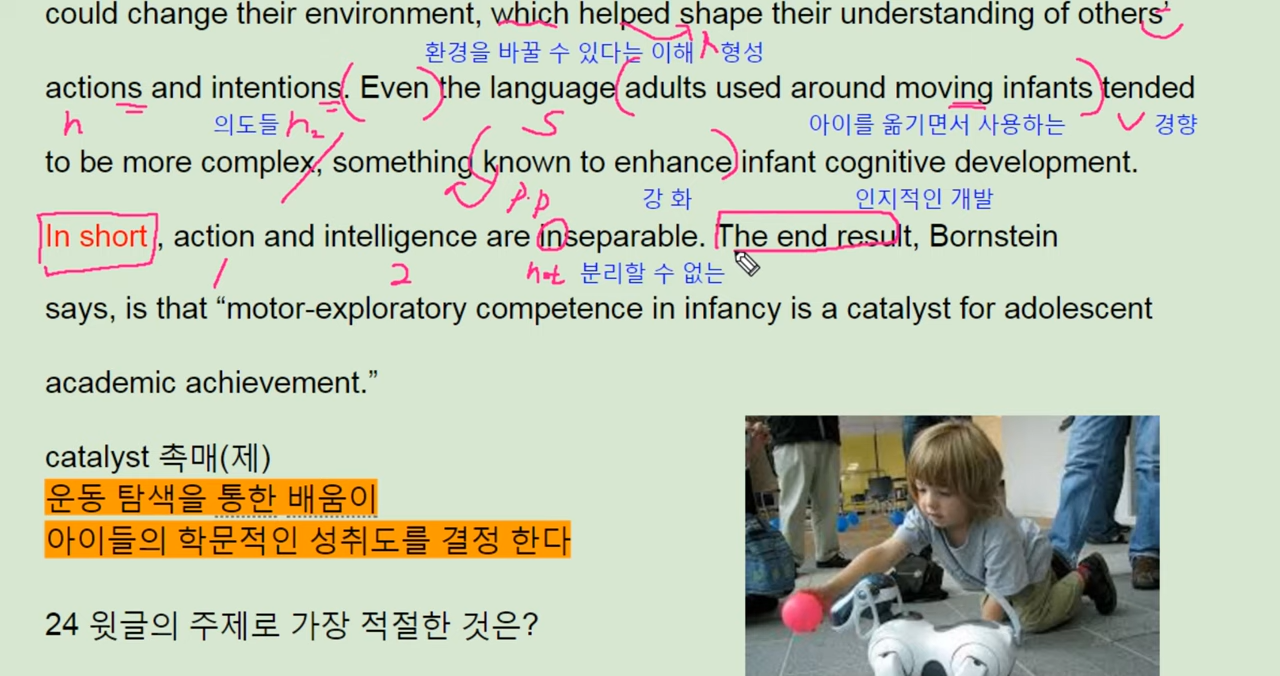 could change their environment, which helped shape their understanding of others'
환경을 바꿀 수 있다는 이해 형성
actions and intentions. Even the language adults used around moving infants tended
n 의도들 n2 S 아이를 옮기면서 사용하는 V 경향
to be more complex, something known to enhance infant cognitive development.
p.p 강 화 인지적인 개발
In short, action and intelligence are inseparable. The end result, Bornstein
1 2 not 분리할 수 없는
says, is that “motor-exploratory competence in infancy is a catalyst for adolescent
academic achievement.”
catalyst 촉매(제)
운동 탐색을 통한 배움이
아이들의 학문적인 성취도를 결정 한다
24 윗글의 주제로 가장 적절한 것은?